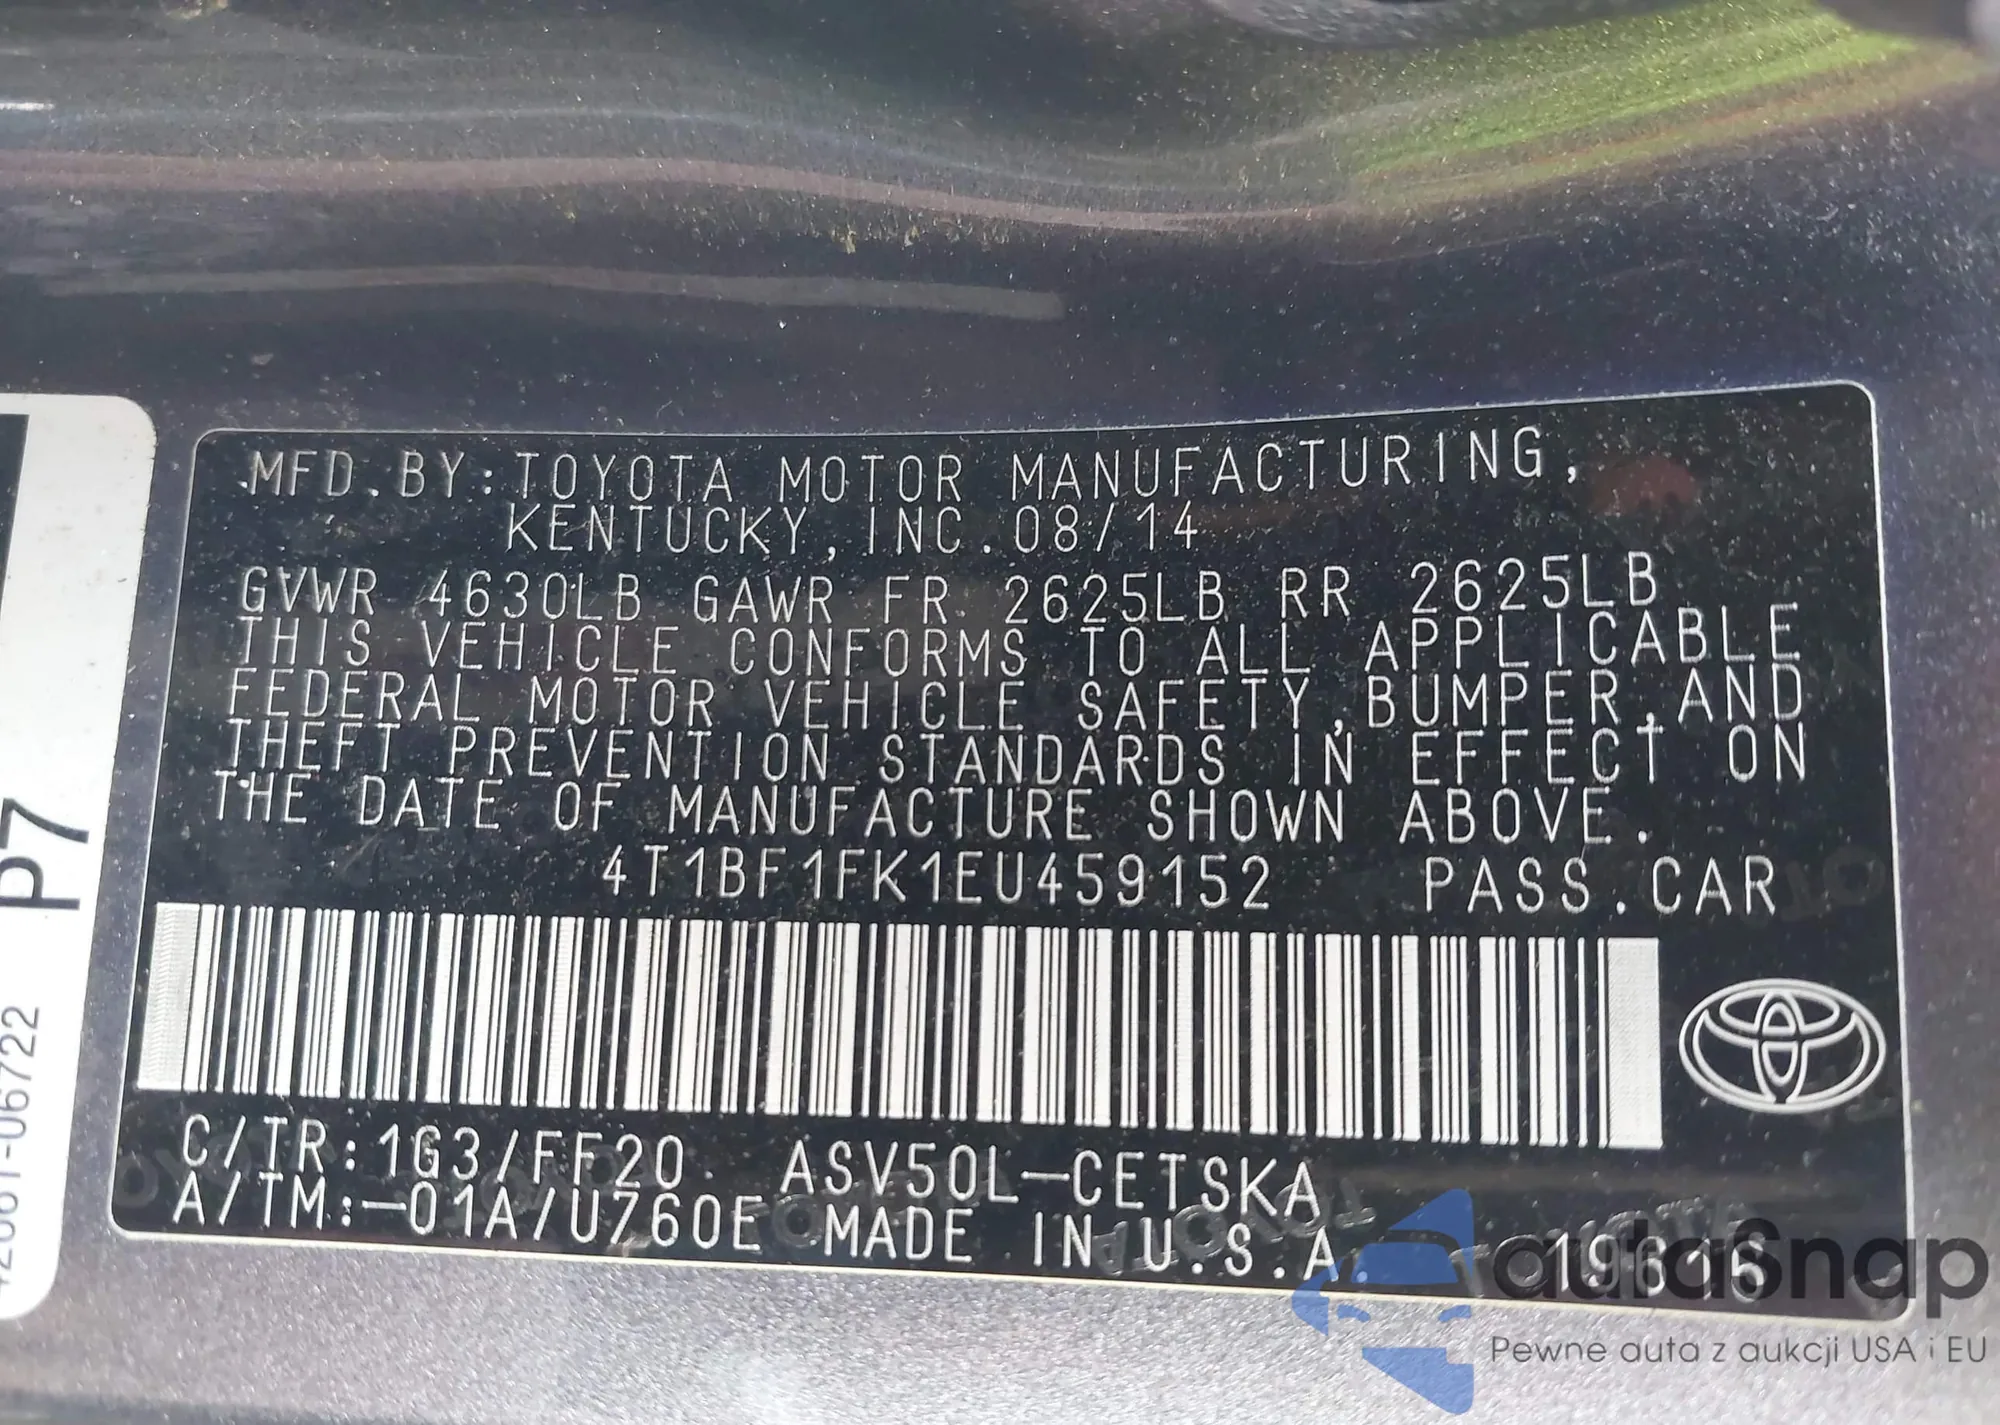 MFD.BY:TOYOTA MOTOR MANUFACTURING,
KENTUCKY, INC.08/14
GVWR 4630LB GAWR FR 2625LB RR 2625LB
THIS VEHICLE CONFORMS TO ALL APPLICABLE
FEDERAL MOTOR VEHICLE SAFETY,BUMPER,AND
THEFT PREVENTION STANDARDS IN EFFECT ON
THE DATE OF MANUFACTURE SHOWN ABOVE.
4T1BF1FK1EU459152 PASS.CAR
C/TR:1G3/FF20 ASV50L-CETSKA
A/TM:-01A/U760E MADE IN U.S.A. 19616
P7
06722
autosnap
Pewne auta z aukcji USA i EU